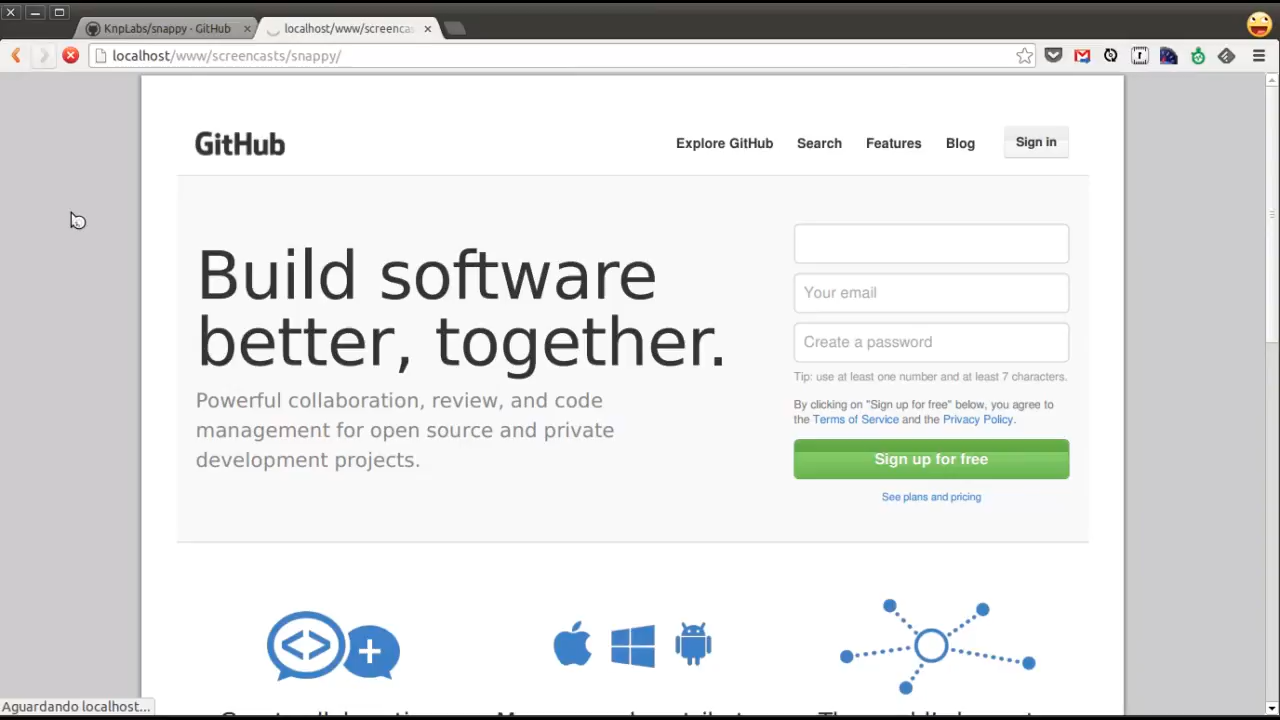 KnpLabs/snappy · GitHub
localhost/www/screencas
localhost/www/screencasts/snappy/
GitHub
Explore GitHub
Search
Features
Blog
Sign in
Build software
better, together.
Powerful collaboration, review, and code
management for open source and private
development projects.
Your email
Create a password
Tip: use at least one number and at least 7 characters.
By clicking on "Sign up for free" below, you agree to
the Terms of Service and the Privacy Policy.
Sign up for free
See plans and pricing
Aguardando localhost...